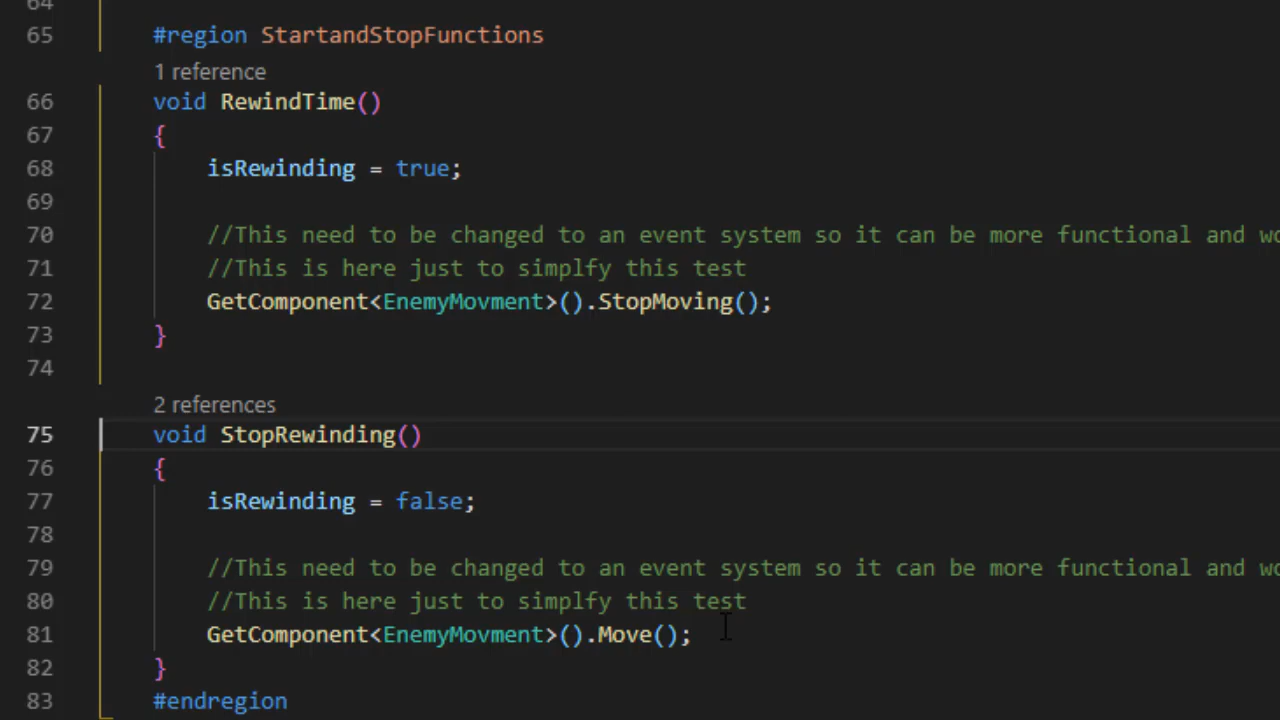 64
65 #region StartandStopFunctions
1 reference
66 void RewindTime()
67 {
68 isRewinding = true;
69
70 //This need to be changed to an event system so it can be more functional and
71 //This is here just to simplfy this test
72 GetComponent<EnemyMovment>().StopMoving();
73 }
74
2 references
75 void StopRewinding()
76 {
77 isRewinding = false;
78
79 //This need to be changed to an event system so it can be more functional and
80 //This is here just to simplfy this test
81 GetComponent<EnemyMovment>().Move();
82 }
83 #endregion